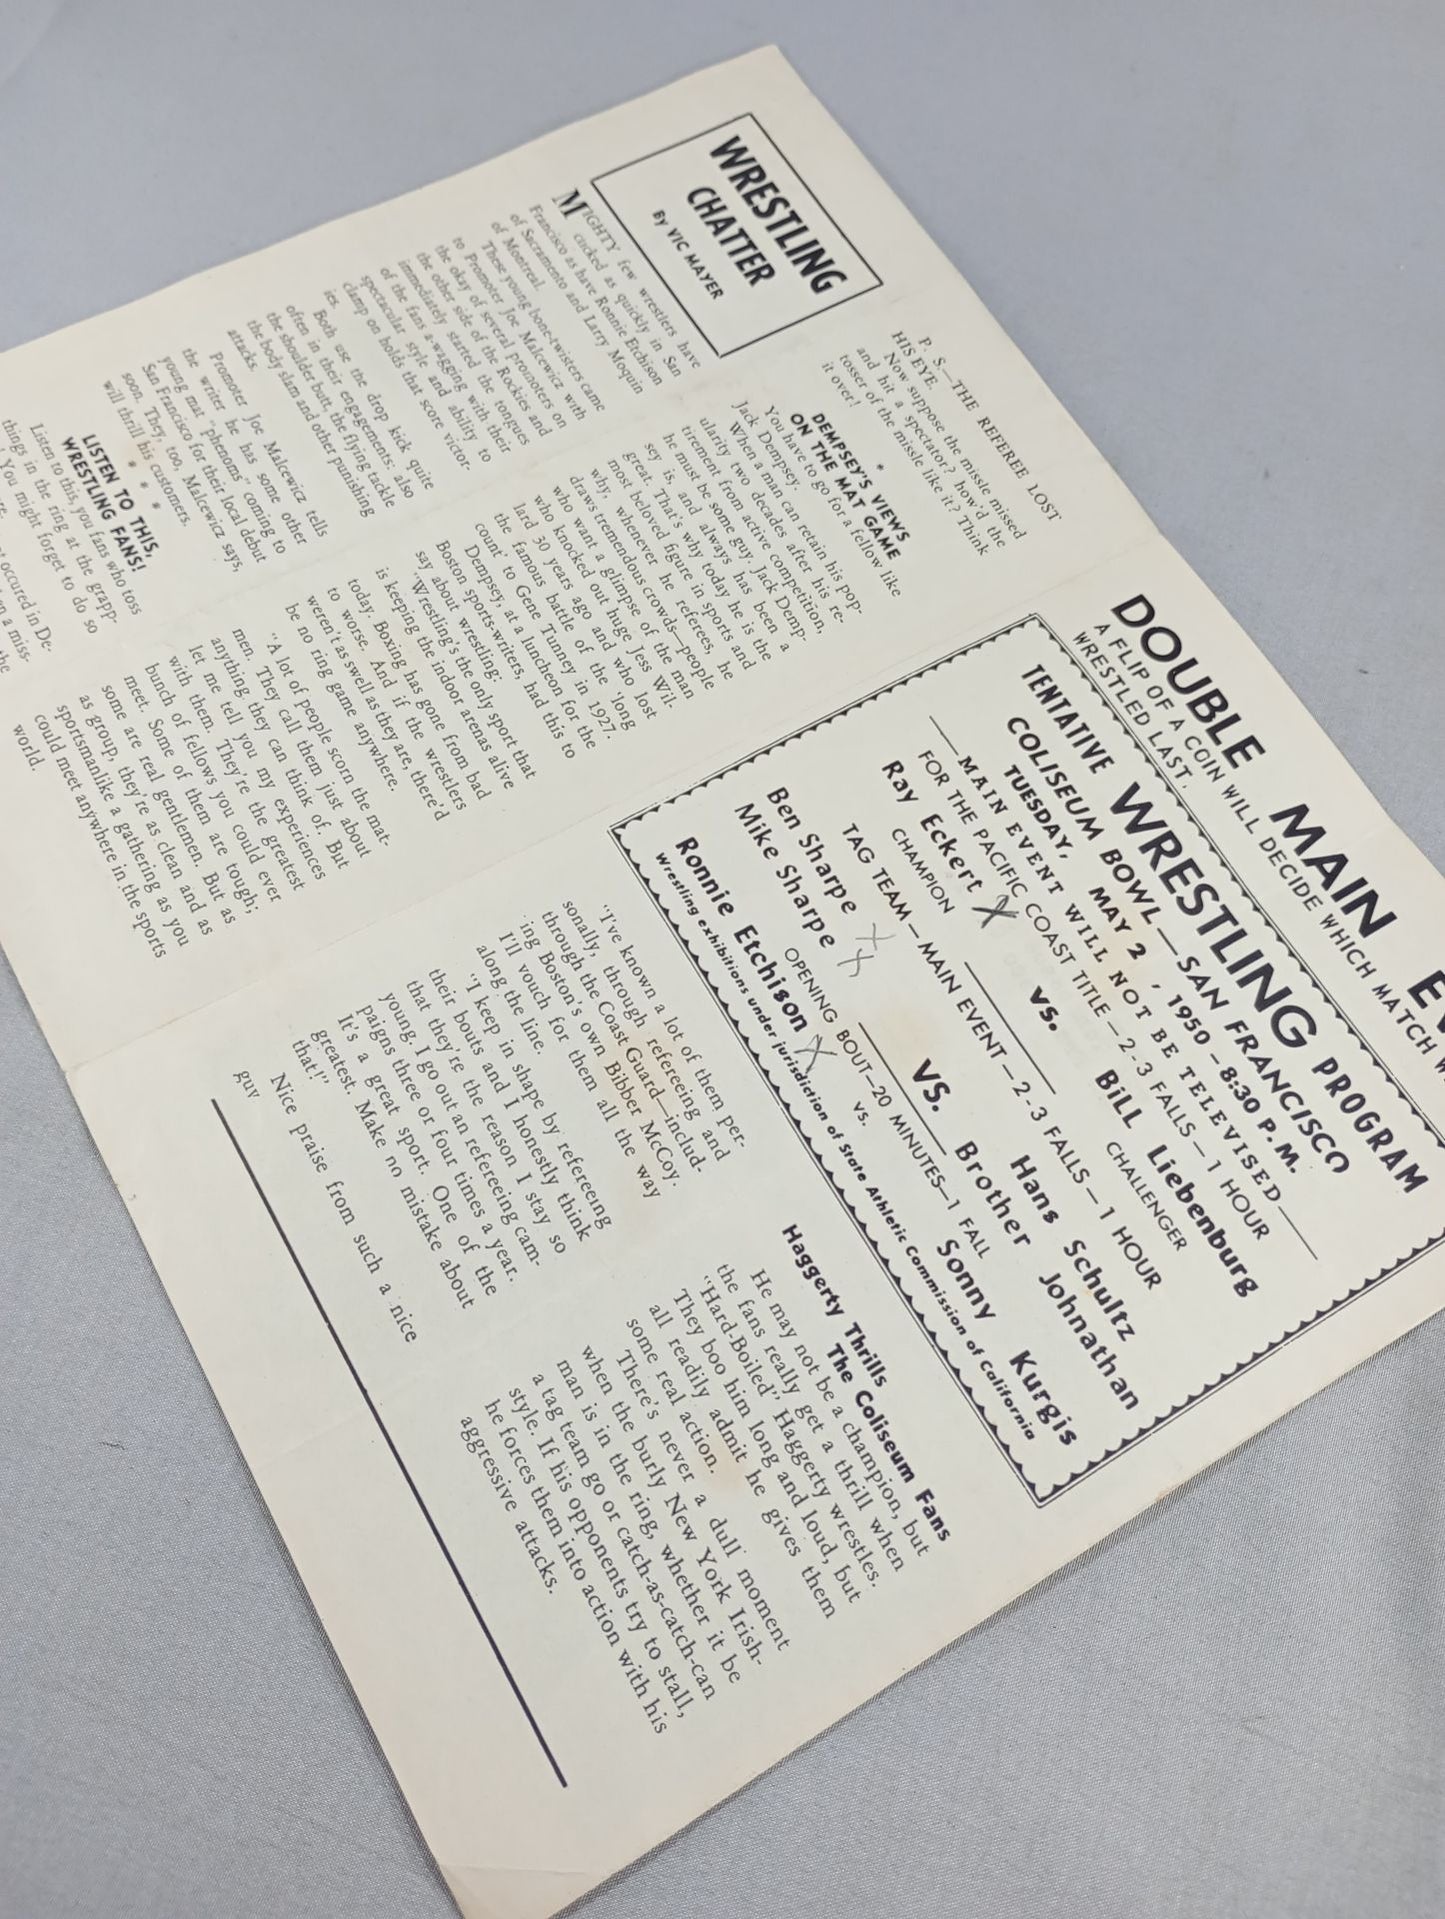 WRESTLING
CHATTER
By VIC MAYER
MIGHTY few wrestlers have
cucked as quickly in San
Francisco as have Ronnie Etchison
of Sacramento and Larry Moquin
of Montreal.
These young bone-twisters came
to Promoter Joe Malcewicz with
the okay of several promoters on
the other side of the Rockies and
immediately started the tongues
of the fans a-wagging with their
spectacular style and ability to
clamp on holds that score victor-
ies.
Both use the drop kick quite
often in their engagements; also
the shoulder butt, the flying tackle
the body slam and other punishing
attacks.
Promoter Joe Malcewicz tells
the writer he has some other
young mat "phenoms" coming to
San Francisco for their local debut
soon. They, too, Malcewicz says,
will thrill his customers.
* * *
LISTEN TO THIS,
WRESTLING FANS!
Listen to this, you fans who toss
things in the ring at the grapp-
You might forget to do so
occured in De-
a miss-
the
P. S.—THE REFEREE LOST
HIS EYE.
Now suppose the missle missed
and hit a spectator? how'd the
tosser of the missle like it? Think
it over!
*
DEMPSEY'S VIEWS
ON THE MAT GAME
You have to go for a fellow like
Jack Dempsey.
When a man can retain his pop-
ularity two decades after his re-
tirement from active competition,
he must be some guy. Jack Demp-
sey is, and always has been a
great. That's why today he is the
most beloved figure in sports and
why, whenever he referees, he
draws tremendous crowds—people
who want a glimpse of the man
who knocked out huge Jess Wil-
lard 30 years ago and who lost
the famous battle of the 'long
count' to Gene Tunney in 1927.
Dempsey, at a luncheon for the
Boston sports-writers, had this to
say about wrestling:
"Wrestling's the only sport that
is keeping the indoor arenas alive
today. Boxing has gone from bad
to worse. And if the wrestlers
weren't as swell as they are, there'd
be no ring game anywhere.
"A lot of people scorn the mat-
men. They call them just about
anything they can think of. But
let me tell you my experiences
with them. They're the greatest
bunch of fellows you could ever
meet. Some of them are tough;
some are real gentlemen. But as
as group, they're as clean and as
sportsmanlike a gathering as you
could meet anywhere in the sports
world.
DOUBLE MAIN
A FLIP OF A COIN WILL DECIDE WHICH MATCH
WRESTLED LAST.
TENTATIVE WRESTLING PROGRAM
COLISEUM BOWL — SAN FRANCISCO
TUESDAY, MAY 2, 1950 – 8:30 P. M.
—MAIN EVENT WILL NOT BE TELEVISED—
FOR THE PACIFIC COAST TITLE – 2-3 FALLS – 1 HOUR
Ray Eckert X vs. Bill Liebenburg
CHAMPION CHALLENGER
TAG TEAM – MAIN EVENT – 2-3 FALLS – 1 HOUR
Ben Sharpe Hans Schultz
Mike Sharpe VS. Brother Johnathan
OPENING BOUT—20 MINUTES—1 FALL
Ronnie Etchison X vs. Sonny Kurgis
Wrestling exhibitions under jurisdiction of State Athletic Commission of California
"I've known a lot of them per-
sonally, through refereeing and
through the Coast Guard—includ-
ing Boston's own Bibber McCoy.
I'll vouch for them all the way
along the line.
"I keep in shape by refereeing
their bouts and I honestly think
that they're the reason I stay so
young. I go out an refereeing cam-
paigns three or four times a year.
It's a great sport. One of the
greatest. Make no mistake about
that!"
Nice praise from such a nice
guy
Haggerty Thrills
The Coliseum Fans
He may not be a champion, but
the fans really get a thrill when
"Hard-Boiled" Haggerty wrestles.
They boo him long and loud, but
all readily admit he gives them
some real action.
There's never a dull moment
when the burly New York Irish-
man is in the ring, whether it be
a tag team go or catch-as-catch-can
style. If his opponents try to stall,
he forces them into action with his
aggressive attacks.